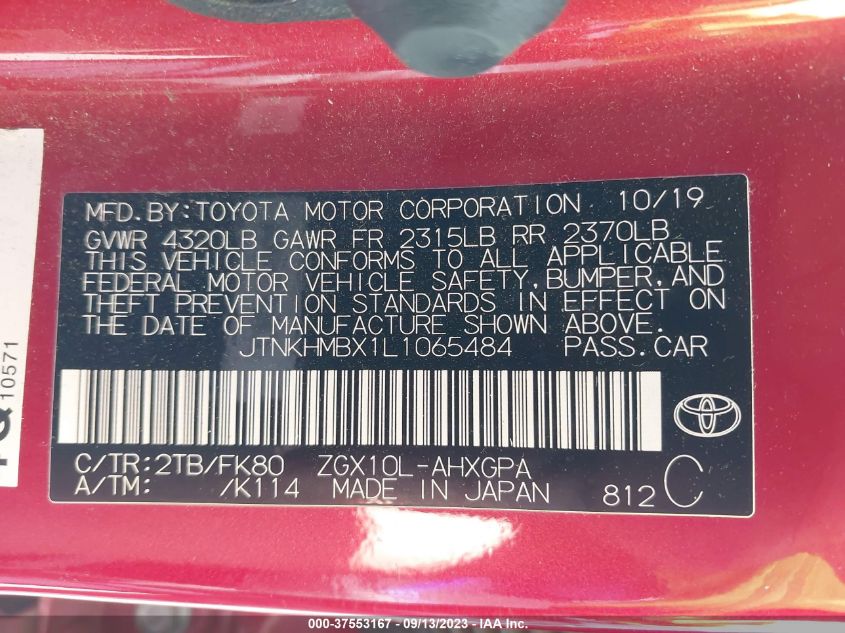 MFD.BY:TOYOTA MOTOR CORPORATION 10/19
GVWR 4320LB GAWR FR 2315LB RR 2370LB
THIS VEHICLE CONFORMS TO ALL APPLICABLE
FEDERAL MOTOR VEHICLE SAFETY,BUMPER,AND
THEFT PREVENTION STANDARDS IN EFFECT ON
THE DATE OF MANUFACTURE SHOWN ABOVE.
JTNKHMBX1L1065484 PASS.CAR
C/TR:2TB/FK80 ZGX10L-AHXGPA
A/TM: /K114 MADE IN JAPAN 812 C
10571
000-37553167 - 09/13/2023 - © IAA Inc.